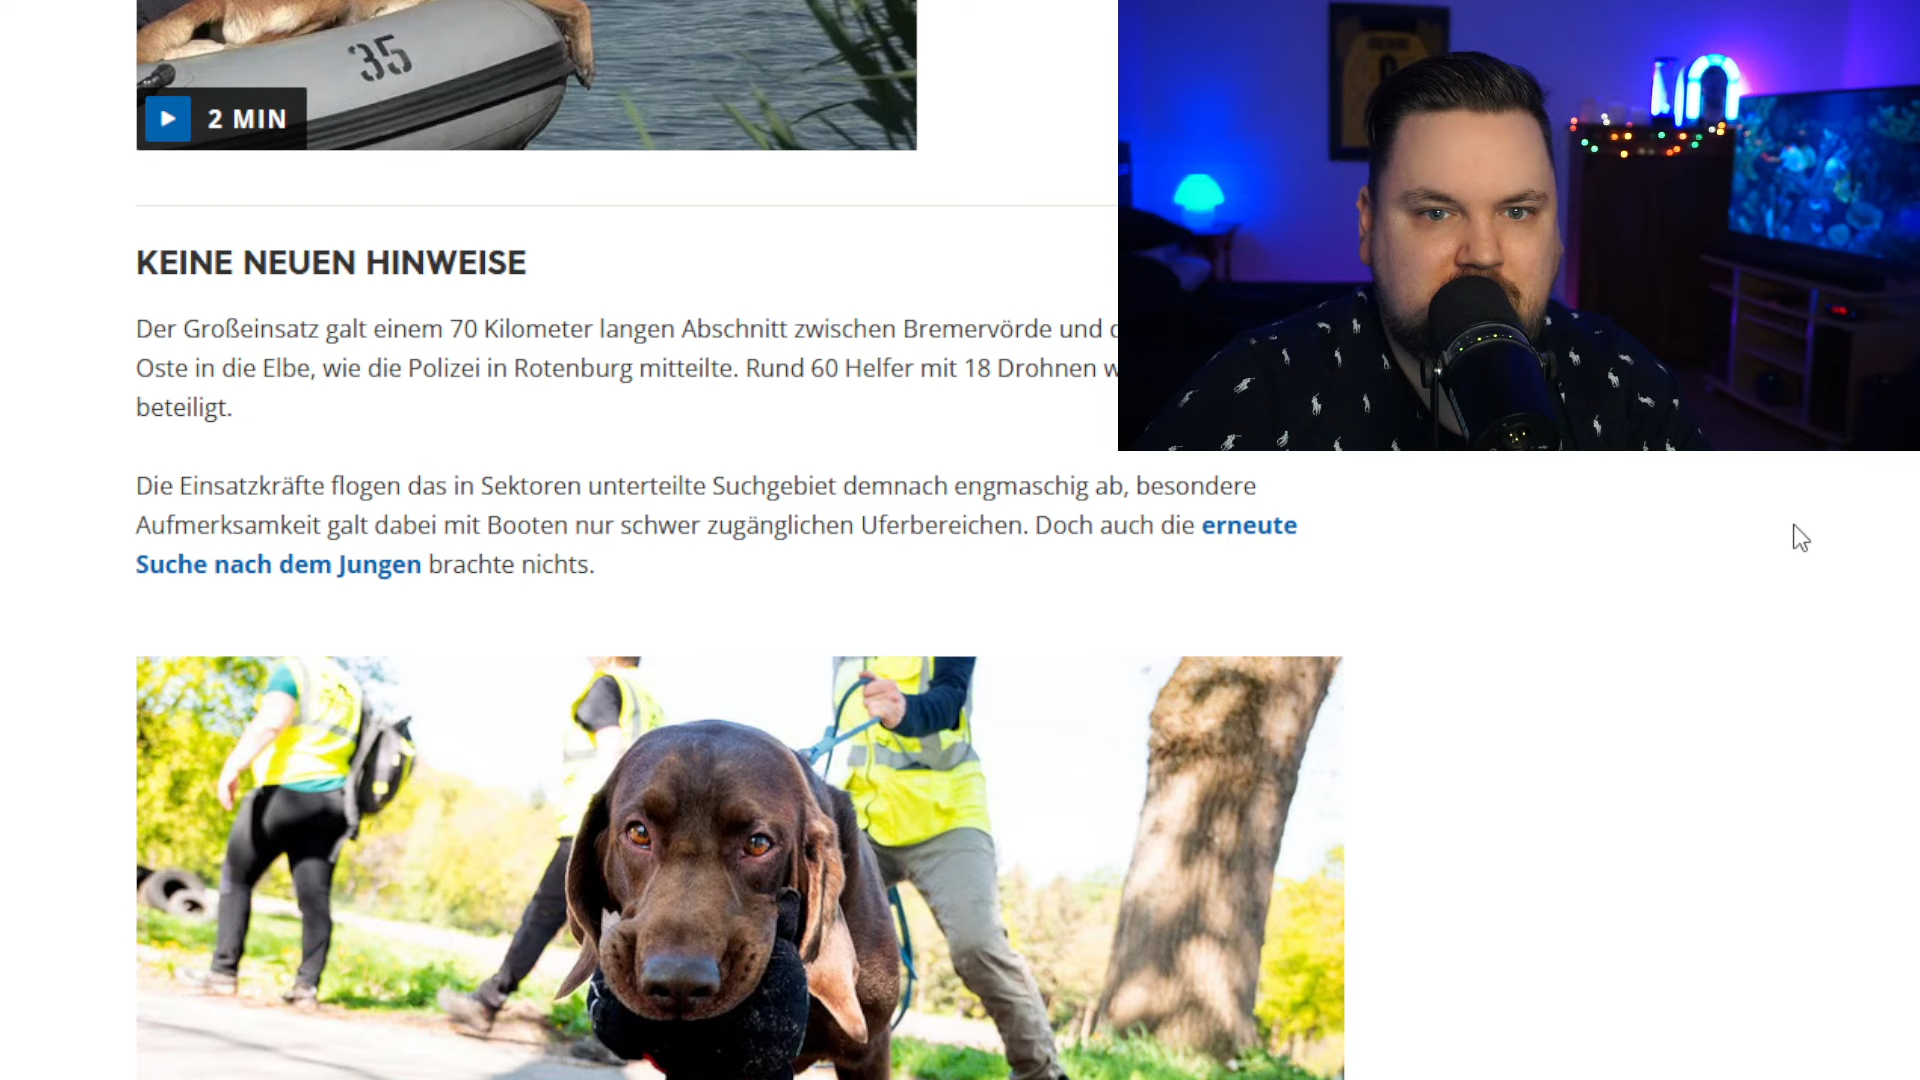 35
2 MIN
KEINE NEUEN HINWEISE
Der Großeinsatz galt einem 70 Kilometer langen Abschnitt zwischen Bremervörde und
Oste in die Elbe, wie die Polizei in Rotenburg mitteilte. Rund 60 Helfer mit 18 Drohnen
beteiligt.
Die Einsatzkräfte flogen das in Sektoren unterteilte Suchgebiet demnach engmaschig ab, besondere
Aufmerksamkeit galt dabei mit Booten nur schwer zugänglichen Uferbereichen. Doch auch die erneute
Suche nach dem Jungen brachte nichts.